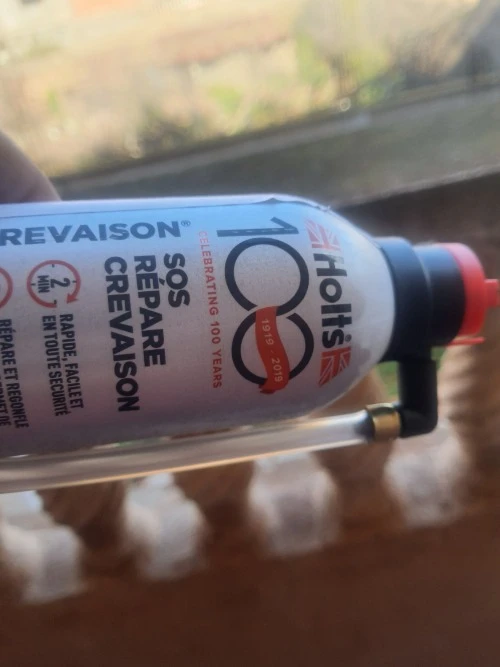 REVAISON®
Holts
100
1919 - 2019
CELEBRATING 100 YEARS
SOS
RÉPARE
CREVAISON
2
MIN
RAPIDE, FACILE ET
EN TOUTE SÉCURITÉ
RÉPARE ET REGONFLE